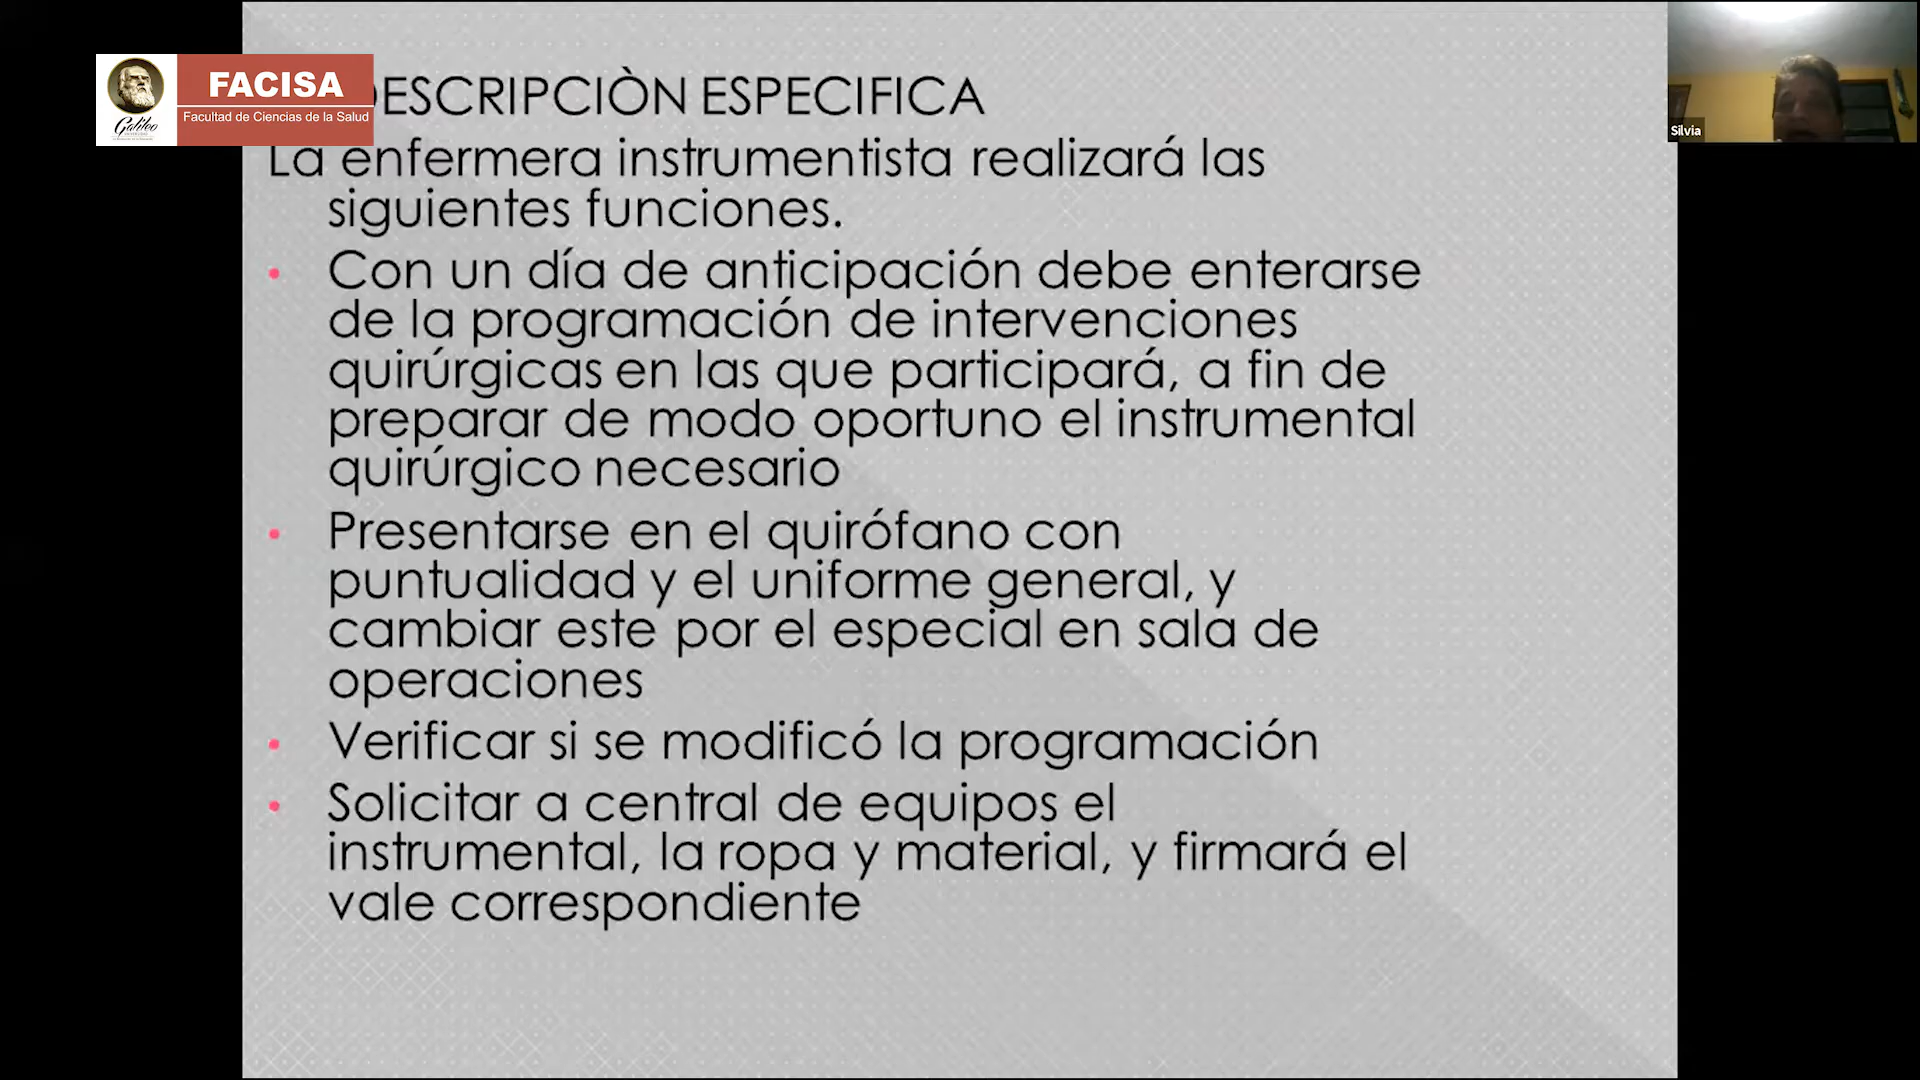 FACISA
Facultad de Ciencias de la Salud
Galileo
Silvia
DESCRIPCIÒN ESPECIFICA
La enfermera instrumentista realizará las
siguientes funciones.
• Con un día de anticipación debe enterarse
de la programación de intervenciones
quirúrgicas en las que participará, a fin de
preparar de modo oportuno el instrumental
quirúrgico necesario
• Presentarse en el quirófano con
puntualidad y el uniforme general, y
cambiar este por el especial en sala de
operaciones
• Verificar si se modificó la programación
• Solicitar a central de equipos el
instrumental, la ropa y material, y firmará el
vale correspondiente